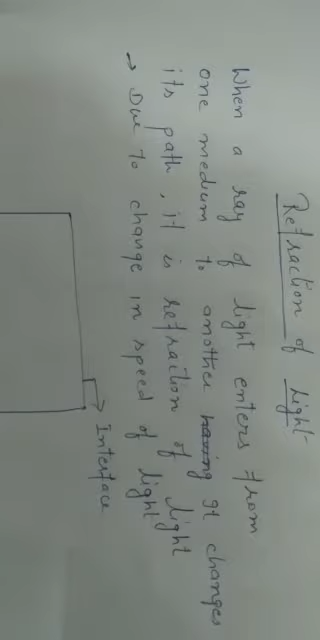 Refraction of light
When a ray of light enters from
one medium to another having It changes
its path, it is refraction of light
→ Due to change in speed of light
Interface